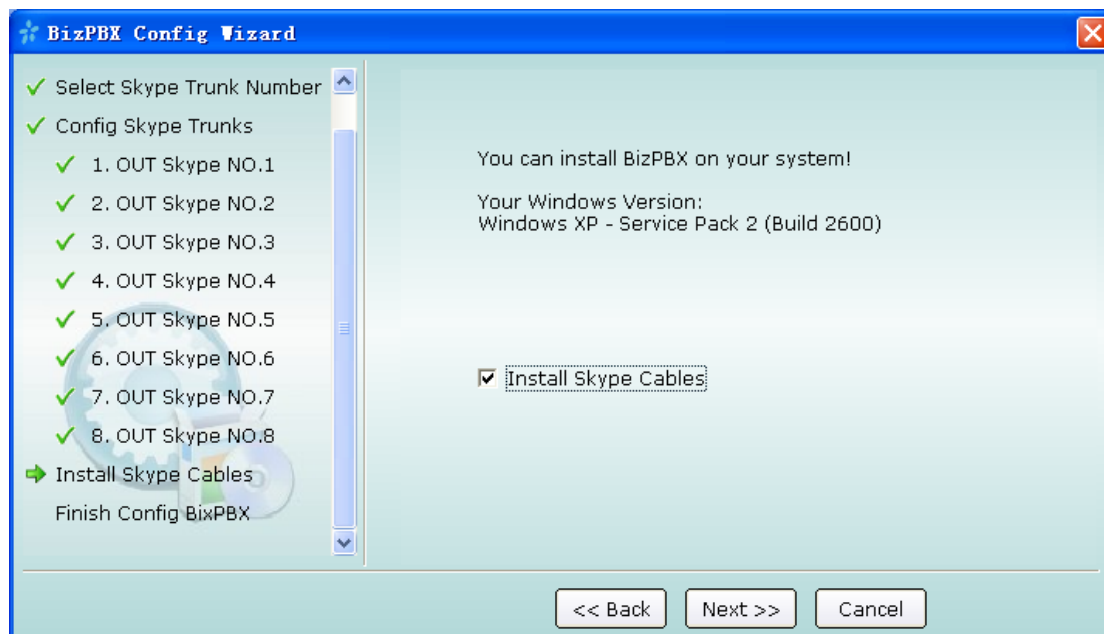 BizPBX Config Wizard
Select Skype Trunk Number
Config Skype Trunks
1. OUT Skype NO.1
2. OUT Skype NO.2
3. OUT Skype NO.3
4. OUT Skype NO.4
5. OUT Skype NO.5
6. OUT Skype NO.6
7. OUT Skype NO.7
8. OUT Skype NO.8
Install Skype Cables
Finish Config BixPBX
You can install BizPBX on your system!
Your Windows Version:
Windows XP - Service Pack 2 (Build 2600)
Install Skype Cables
<< Back
Next >>
Cancel